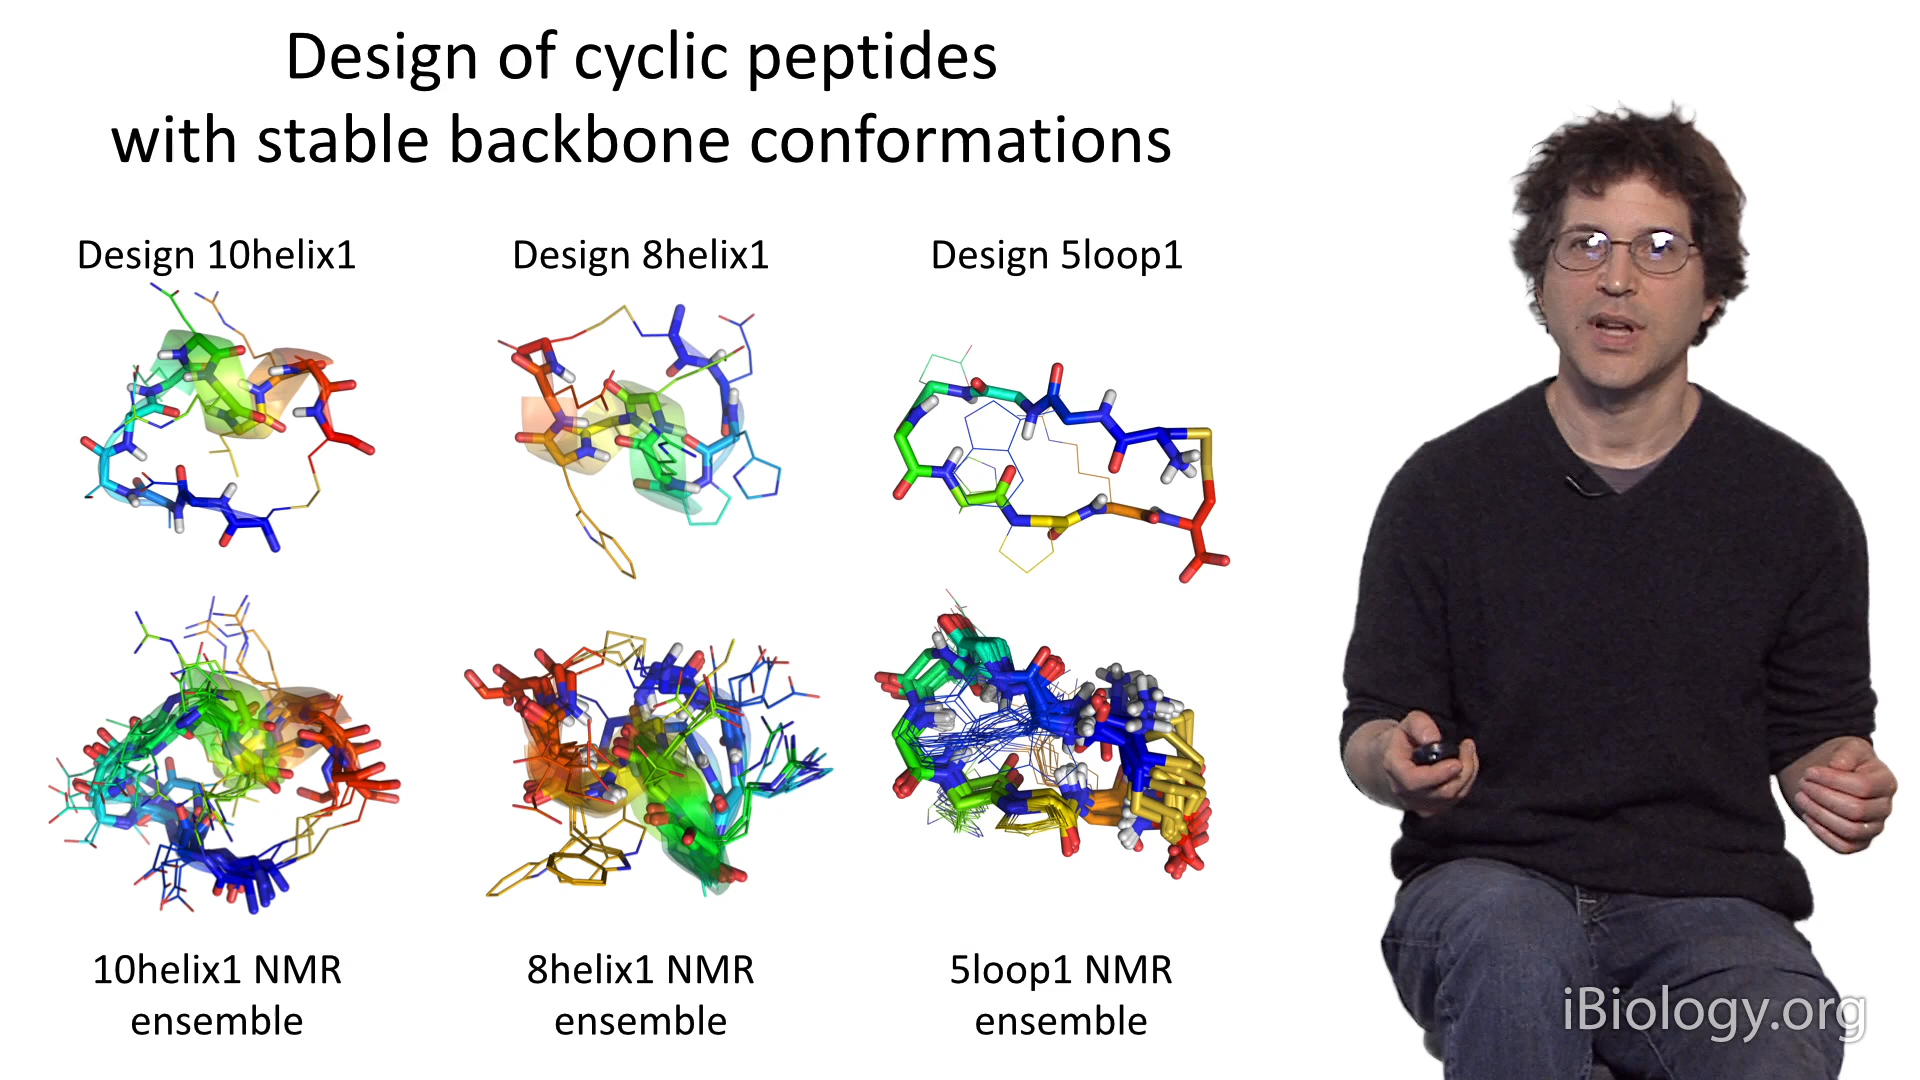 Design of cyclic peptides
with stable backbone conformations
Design 10helix1
Design 8helix1
Design 5loop1
10helix1 NMR
ensemble
8helix1 NMR
ensemble
5loop1 NMR
ensemble
iBiology.org